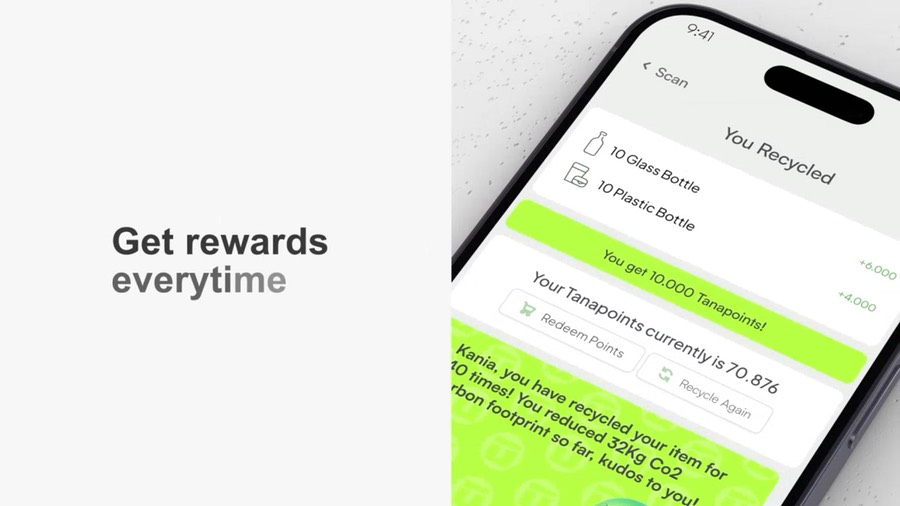 Get rewards
everytime
9:41
Scan
You Recycled
10 Glass Bottle
+6.000
10 Plastic Bottle
+4.000
You get 10.000 Tanapoints!
Your Tanapoints currently is 70.876
Redeem Points
Recycle Again
Kania, you have recycled your item for
40 times! You reduced 32Kg Co2
rbon footprint so far, kudos to you!